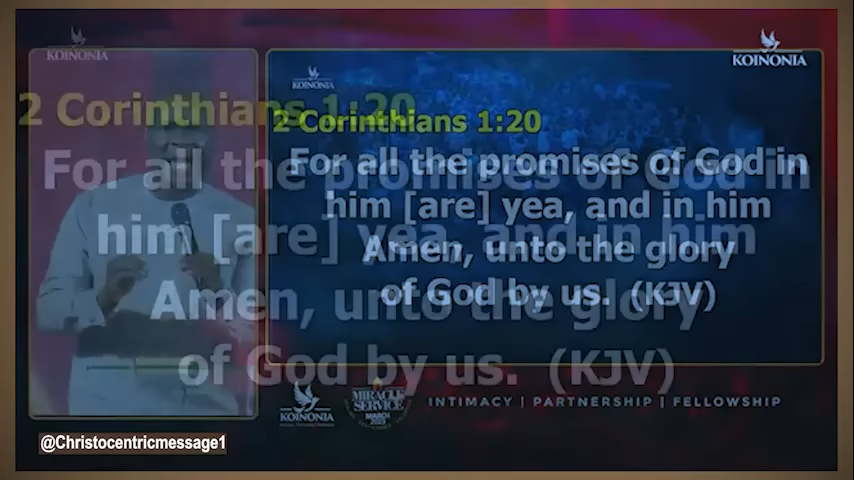 KOINONIA
KOINONIA
KOINONIA
2 Corinthians 1:20
For all the promises of God in
him [are] yea, and in him
Amen, unto the glory
of God by us. (KJV)
2 Corinthians 1:20
For all the promises of God in
him [are] yea, and in him
Amen, unto the glory
of God by us. (KJV)
KOINONIA
MIRACLE
SERVICE
MARCH
2023
INTIMACY | PARTNERSHIP | FELLOWSHIP
@Christocentricmessage1